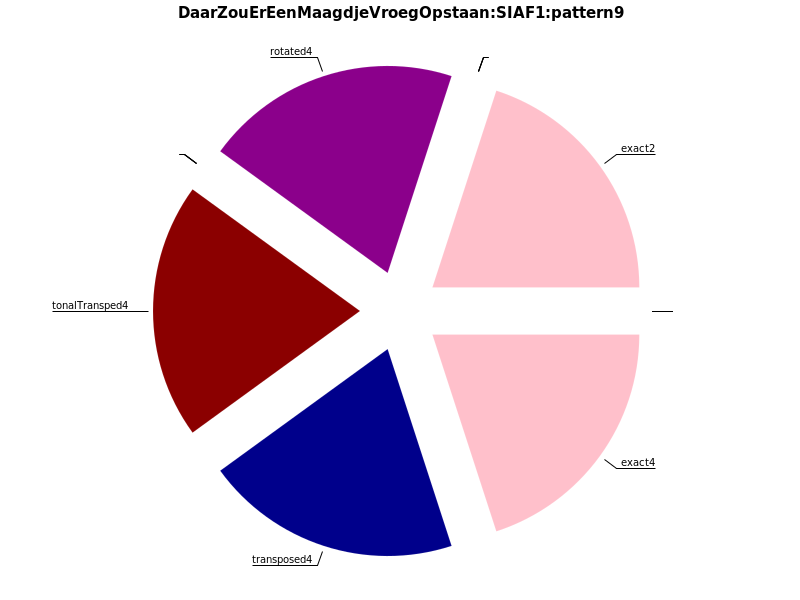 DaarZouErEenMaagdjeVroegOpstaan:SIAF1:pattern9
rotated4
exact2
tonalTransped4
exact4
transposed4